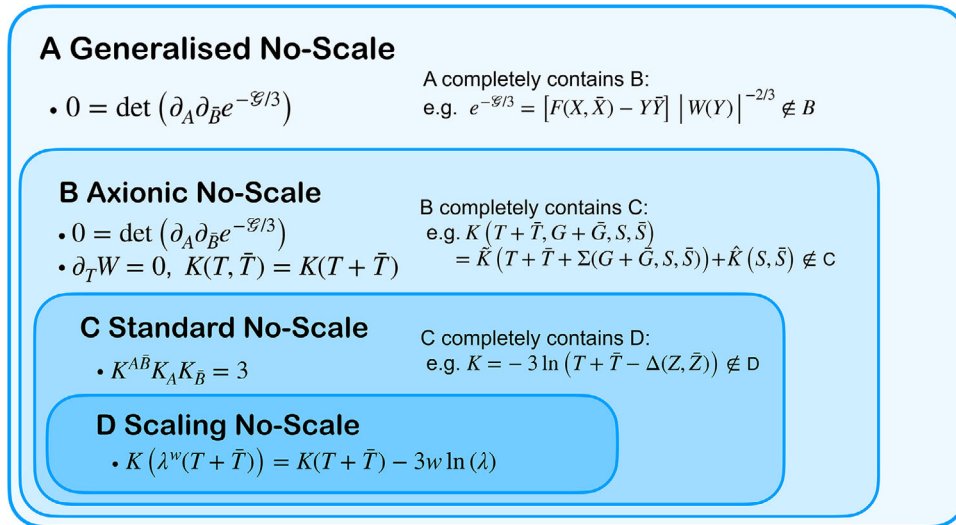 A Generalised No-Scale
• 0 = det (∂_A ∂_B̄ e^{−𝒢/3})
A completely contains B:
e.g. e^{−𝒢/3} = [F(X, X̄) − YȲ] |W(Y)|^{−2/3} ∉ B
B Axionic No-Scale
• 0 = det (∂_A ∂_B̄ e^{−𝒢/3})
• ∂_T W = 0, K(T, T̄) = K(T + T̄)
B completely contains C:
e.g. K (T + T̄, G + Ḡ, S, S̄)
= K̃ (T + T̄ + Σ(G + Ḡ, S, S̄)) + K̂ (S, S̄) ∉ C
C Standard No-Scale
• K^{AB̄} K_A K_B̄ = 3
C completely contains D:
e.g. K = − 3 ln (T + T̄ − Δ(Z, Z̄)) ∉ D
D Scaling No-Scale
• K (λ^w (T + T̄)) = K(T + T̄) − 3w ln (λ)